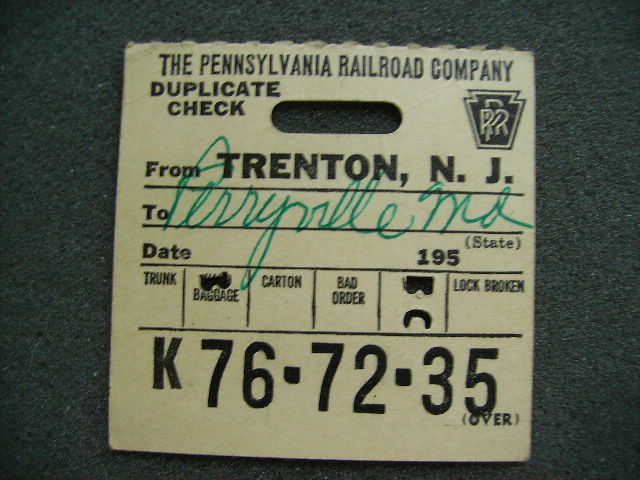 THE PENNSYLVANIA RAILROAD COMPANY
DUPLICATE
CHECK
PRR
From TRENTON, N. J.
To Perryville Md
(State)
Date 195
TRUNK BAGGAGE CARTON BAD ORDER LOCK BROKEN
K 76·72·35
(OVER)